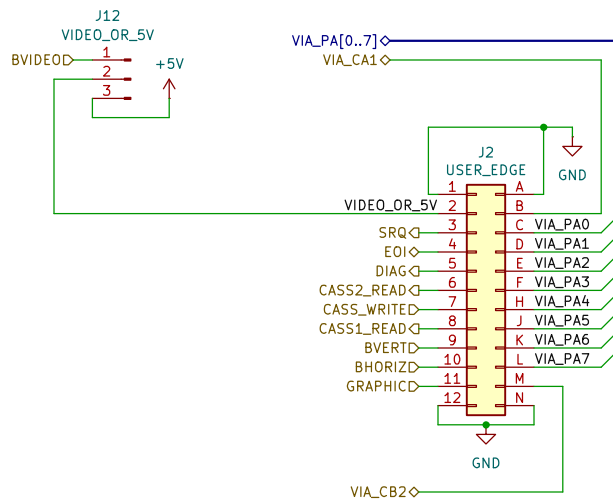 J12
VIDEO_OR_5V
BVIDEO 1
2
3
+5V
VIA_PA[0..7]
VIA_CA1
GND
J2
USER_EDGE
1 A
VIDEO_OR_5V 2 B
SRQ 3 C VIA_PA0
EOI 4 D VIA_PA1
DIAG 5 E VIA_PA2
CASS2_READ 6 F VIA_PA3
CASS_WRITE 7 H VIA_PA4
CASS1_READ 8 J VIA_PA5
BVERT 9 K VIA_PA6
BHORIZ 10 L VIA_PA7
GRAPHIC 11 M
12 N
GND
VIA_CB2